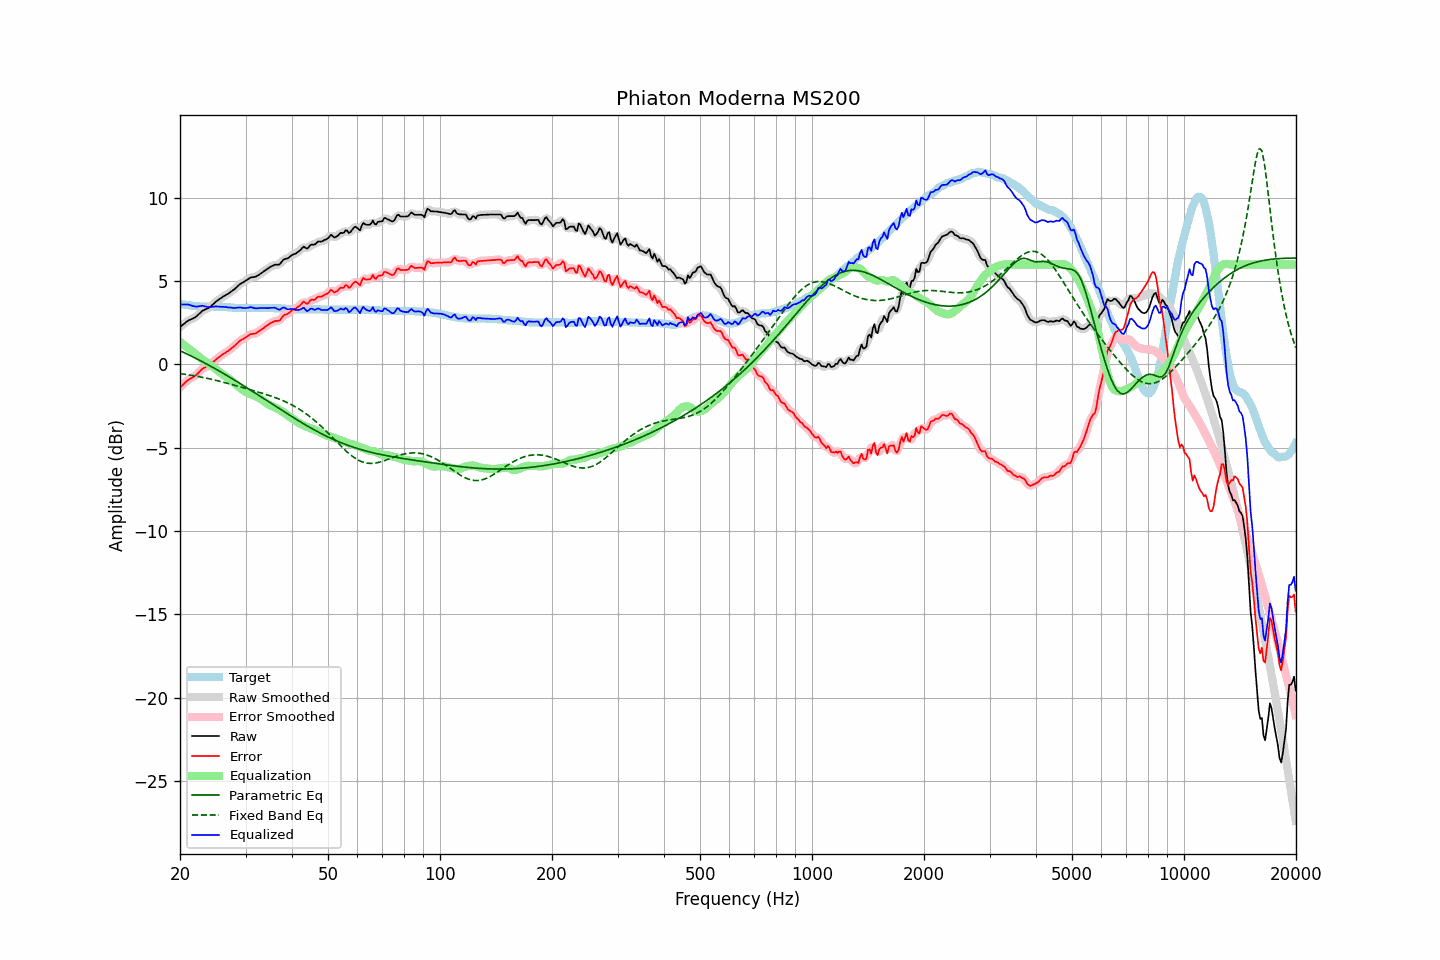 Phiaton Moderna MS200
Amplitude (dBr)
10
5
0
−5
−10
−15
−20
−25
Target
Raw Smoothed
Error Smoothed
Raw
Error
Equalization
Parametric Eq
Fixed Band Eq
Equalized
20 50 100 200 500 1000 2000 5000 10000 20000
Frequency (Hz)